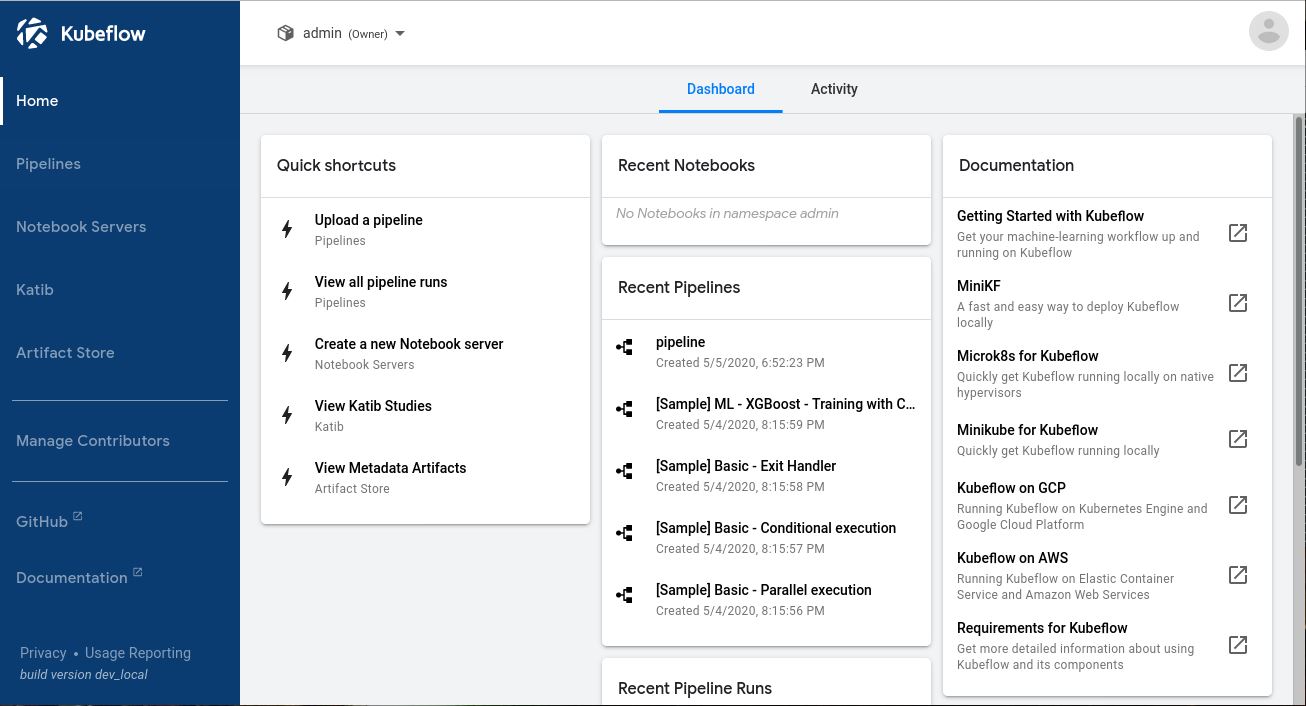 Kubeflow
admin (Owner)
Home
Pipelines
Notebook Servers
Katib
Artifact Store
Manage Contributors
GitHub
Documentation
Privacy • Usage Reporting
build version dev_local
Dashboard
Activity
Quick shortcuts
Upload a pipeline
Pipelines
View all pipeline runs
Pipelines
Create a new Notebook server
Notebook Servers
View Katib Studies
Katib
View Metadata Artifacts
Artifact Store
Recent Notebooks
No Notebooks in namespace admin
Recent Pipelines
pipeline
Created 5/5/2020, 6:52:23 PM
[Sample] ML - XGBoost - Training with C...
Created 5/4/2020, 8:15:59 PM
[Sample] Basic - Exit Handler
Created 5/4/2020, 8:15:58 PM
[Sample] Basic - Conditional execution
Created 5/4/2020, 8:15:57 PM
[Sample] Basic - Parallel execution
Created 5/4/2020, 8:15:56 PM
Recent Pipeline Runs
Documentation
Getting Started with Kubeflow
Get your machine-learning workflow up and
running on Kubeflow
MiniKF
A fast and easy way to deploy Kubeflow
locally
Microk8s for Kubeflow
Quickly get Kubeflow running locally on native
hypervisors
Minikube for Kubeflow
Quickly get Kubeflow running locally
Kubeflow on GCP
Running Kubeflow on Kubernetes Engine and
Google Cloud Platform
Kubeflow on AWS
Running Kubeflow on Elastic Container
Service and Amazon Web Services
Requirements for Kubeflow
Get more detailed information about using
Kubeflow and its components